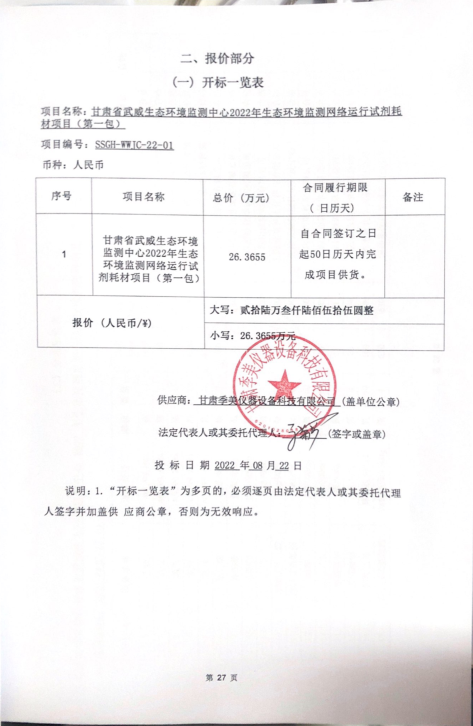 二、报价部分
（一）开标一览表
项目名称：甘肃省武威生态环境监测中心2022年生态环境监测网络运行试剂耗
材项目（第一包）
项目编号：SSGH-WWJC-22-01
币种：人民币
序号 项目名称 总价（万元） 合同履行期限 备注
（ 日历天）
1 甘肃省武威生态环境 26.3655 自合同签订之日
监测中心2022年生态 起50日历天内完
环境监测网络运行试 成项目供货。
剂耗材项目（第一包）
报价（人民币/¥） 大写：贰拾陆万叁仟陆佰伍拾伍圆整
小写：26.3655万元
供应商：甘肃季美仪器设备科技有限公司（盖单位公章）
法定代表人或其委托代理人：（签字或盖章）
投 标 日 期 2022 年 08 月 22 日
说明：1.“开标一览表”为多页的，必须逐页由法定代表人或其委托代理
人签字并加盖供 应商公章，否则为无效响应。
第 27 页